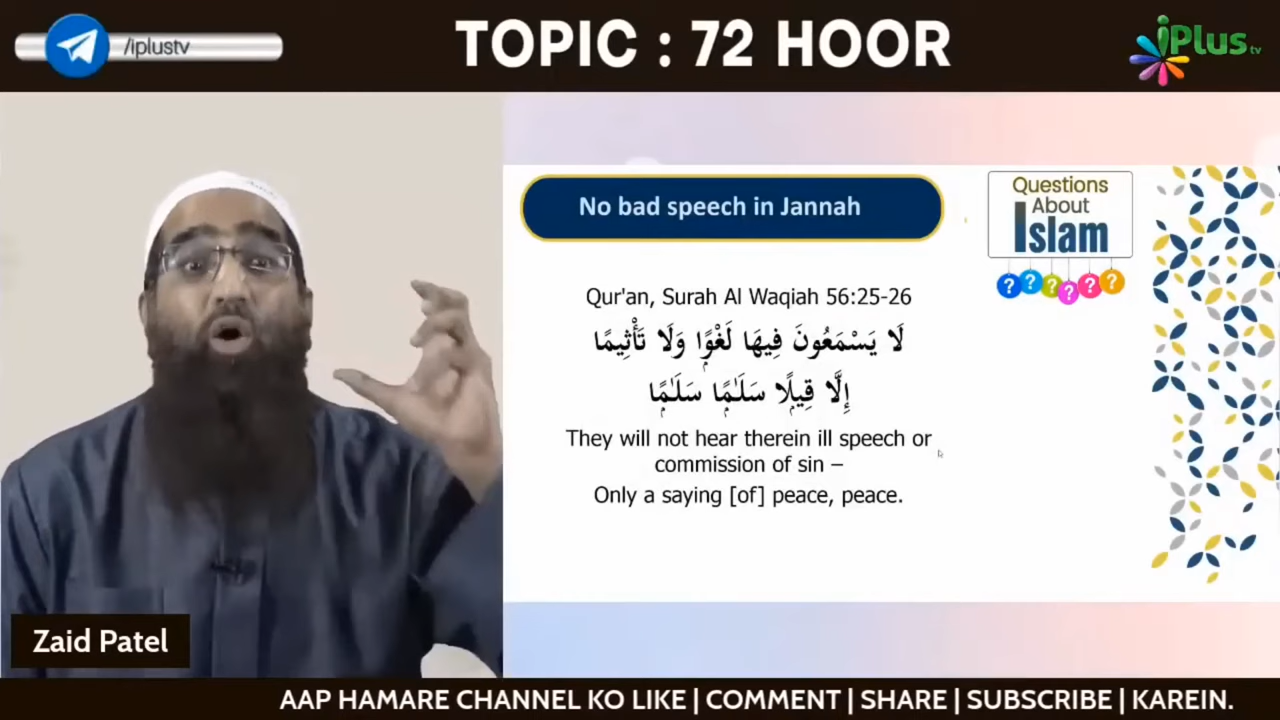 /iplustv
TOPIC : 72 HOOR
iPlus tv
No bad speech in Jannah
Questions
About
Islam
? ? ? ? ? ?
Qur'an, Surah Al Waqiah 56:25-26
لَا يَسْمَعُونَ فِيهَا لَغْوًۭا وَلَا تَأْثِيمًا
إِلَّا قِيلًۭا سَلَـٰمًۭا سَلَـٰمًۭا
They will not hear therein ill speech or
commission of sin –
Only a saying [of] peace, peace.
Zaid Patel
AAP HAMARE CHANNEL KO LIKE | COMMENT | SHARE | SUBSCRIBE | KAREIN.